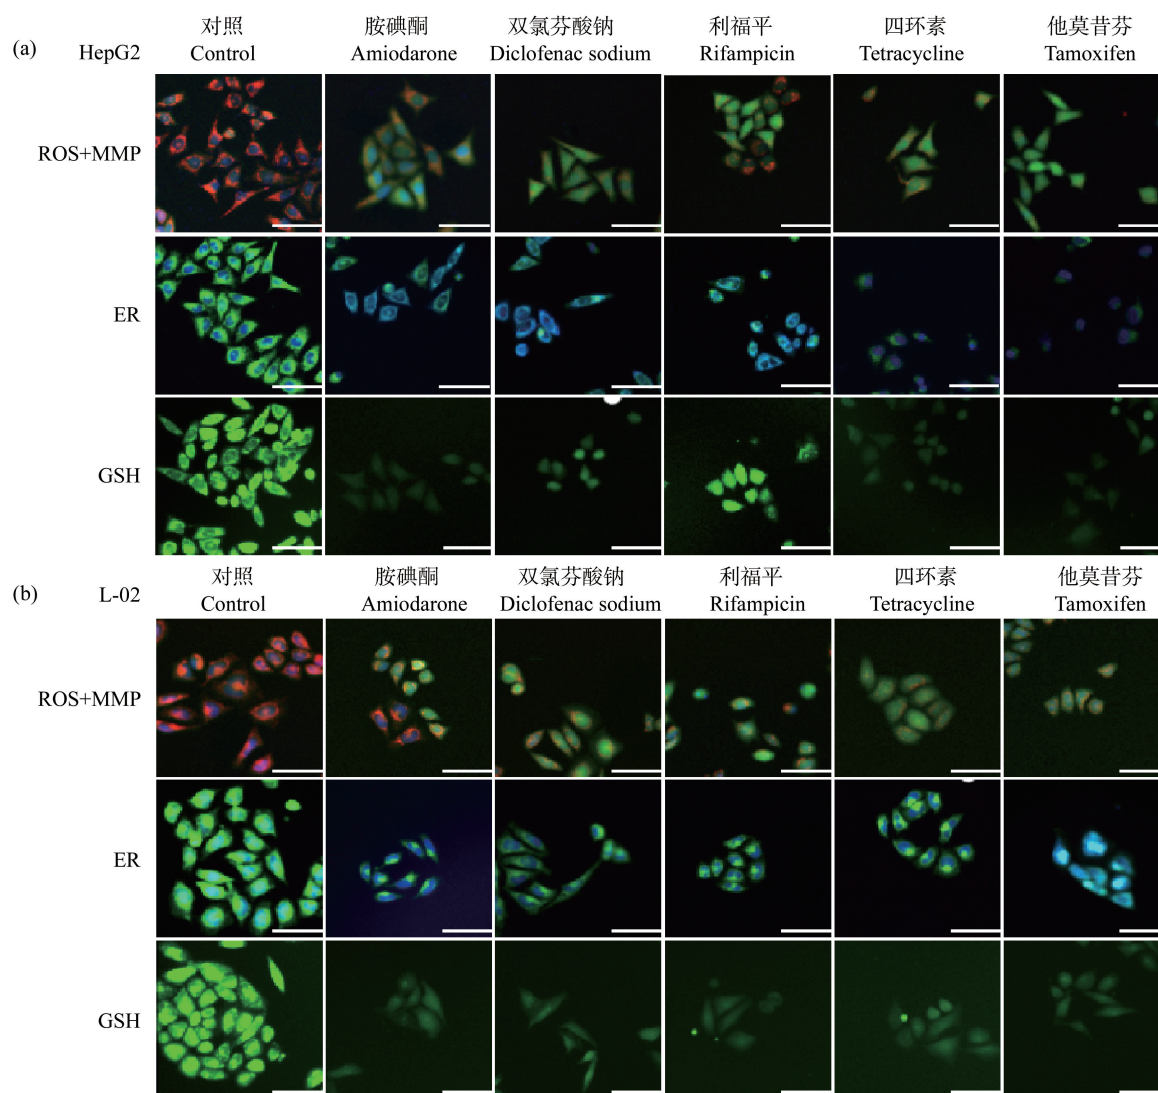 对照 胺碘酮 双氯芬酸钠 利福平 四环素 他莫昔芬
(a) HepG2 Control Amiodarone Diclofenac sodium Rifampicin Tetracycline Tamoxifen
ROS+MMP
ER
GSH
对照 胺碘酮 双氯芬酸钠 利福平 四环素 他莫昔芬
(b) L-02 Control Amiodarone Diclofenac sodium Rifampicin Tetracycline Tamoxifen
ROS+MMP
ER
GSH